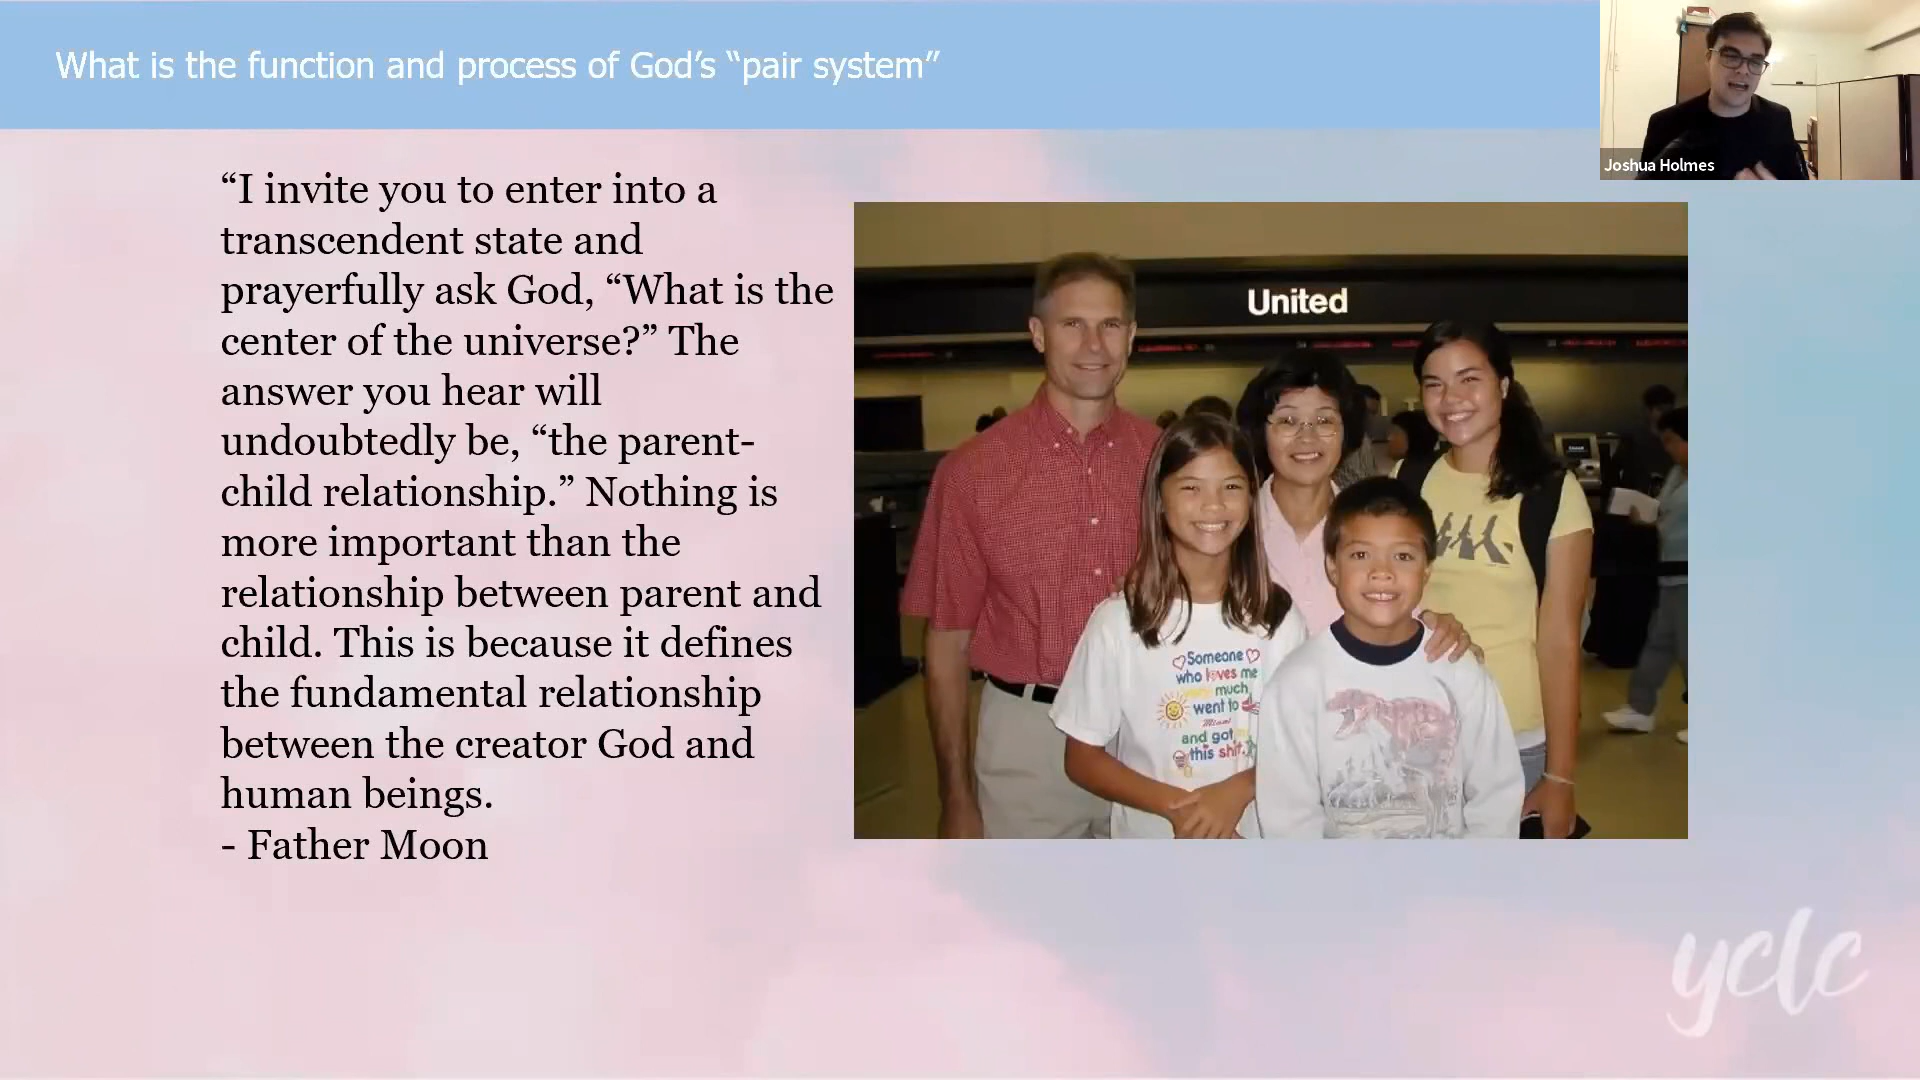 What is the function and process of God’s “pair system”
Joshua Holmes
“I invite you to enter into a
transcendent state and
prayerfully ask God, “What is the
center of the universe?” The
answer you hear will
undoubtedly be, “the parent-
child relationship.” Nothing is
more important than the
relationship between parent and
child. This is because it defines
the fundamental relationship
between the creator God and
human beings.
- Father Moon
United
Someone
who loves me
much
went to
Miami
and got
this shirt
yclc